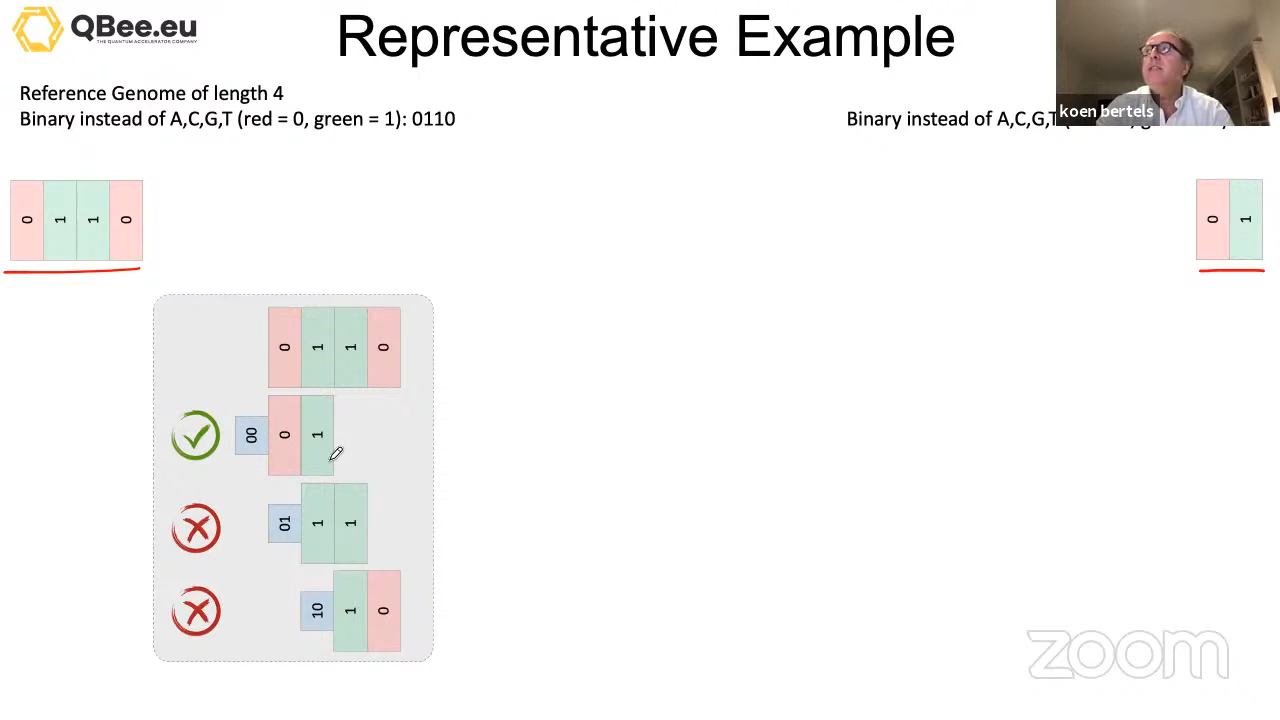 QBee.eu
THE QUANTUM ACCELERATOR COMPANY
Representative Example
koen bertels
Reference Genome of length 4
Binary instead of A,C,G,T (red = 0, green = 1): 0110
Binary instead of A,C,G,T
0 1 1 0
0 1
0 1 1 0
00 0 1
01 1 1
10 1 0
zoom